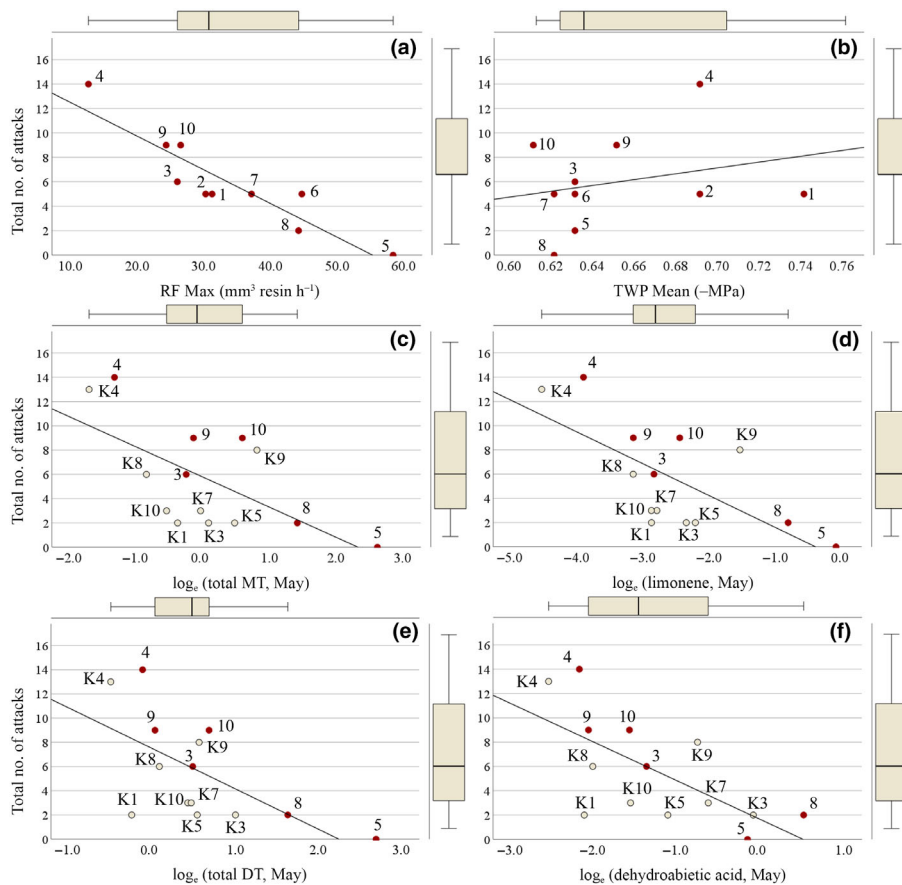 (a) (b)
Total no. of attacks
16
14
12
10
8
6
4
2
0
4
9 10
3
2 1 7 6
8
5
10.0 20.0 30.0 40.0 50.0 60.0
RF Max (mm³ resin h⁻¹)
16
14
12
10
8
6
4
2
0
4
10 9
3
7 6 2 1
5
8
0.60 0.62 0.64 0.66 0.68 0.70 0.72 0.74 0.76
TWP Mean (−MPa)
(c) (d)
Total no. of attacks
16
14
12
10
8
6
4
2
0
4
K4
9 10
K9
K8 3
K10 K7
K1 K3 K5 8
5
−2.0 −1.0 0.0 1.0 2.0 3.0
logₑ (total MT, May)
16
14
12
10
8
6
4
2
0
4
K4
9 10 K9
3
K8
K10 K7
K1 K3 K5 8
5
−5.0 −4.0 −3.0 −2.0 −1.0 0.0
logₑ (limonene, May)
(e) (f)
Total no. of attacks
16
14
12
10
8
6
4
2
0
4
K4
9 10
K9
K8 3
K1 K10 K7
K5 K3 8
5
−1.0 0.0 1.0 2.0 3.0
logₑ (total DT, May)
16
14
12
10
8
6
4
2
0
4
K4
9 10
K9
K8 3
K1 K10 K5 K7 K3 8
5
−3.0 −2.0 −1.0 0.0 1.0
logₑ (dehydroabietic acid, May)